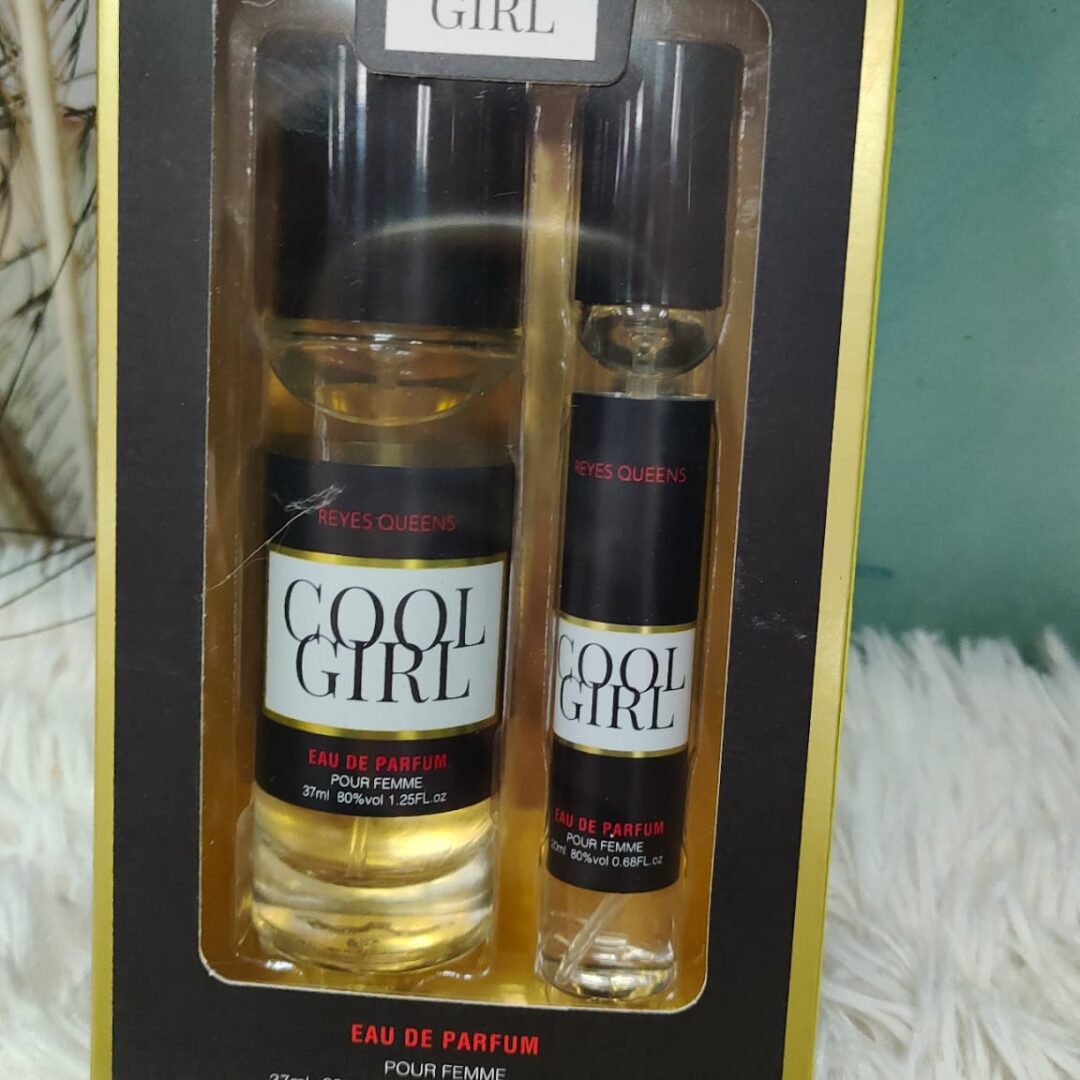 GIRL
REYES QUEENS
COOL
GIRL
EAU DE PARFUM
POUR FEMME
37ml 80%vol 1.25FL.oz
REYES QUEENS
COOL
GIRL
EAU DE PARFUM
POUR FEMME
20ml 80%vol 0.68FL.oz
EAU DE PARFUM
POUR FEMME